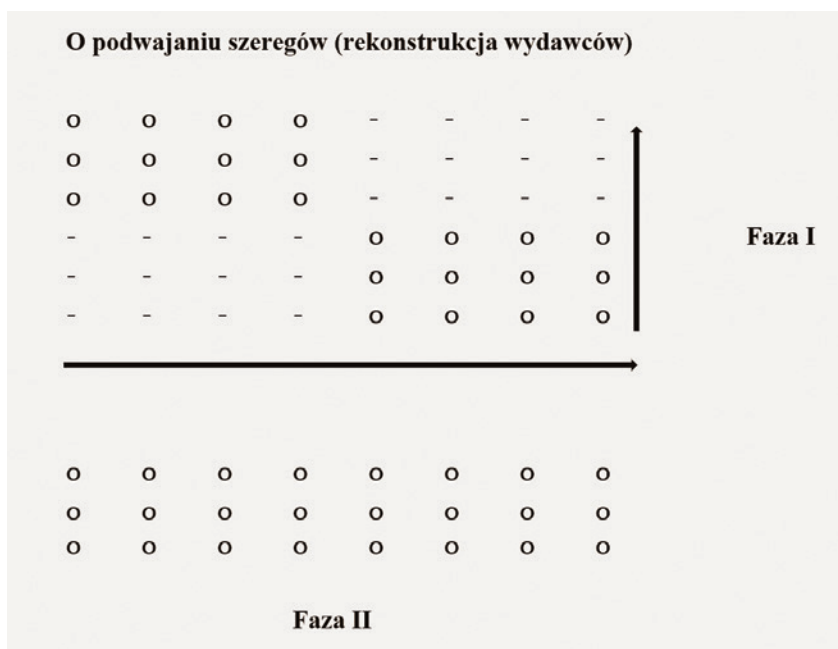 O podwajaniu szeregów (rekonstrukcja wydawców)
o o o o - - - -
o o o o - - - -
o o o o - - - -
- - - - o o o o
Faza I
- - - - o o o o
- - - - o o o o
o o o o o o o o
o o o o o o o o
o o o o o o o o
Faza II